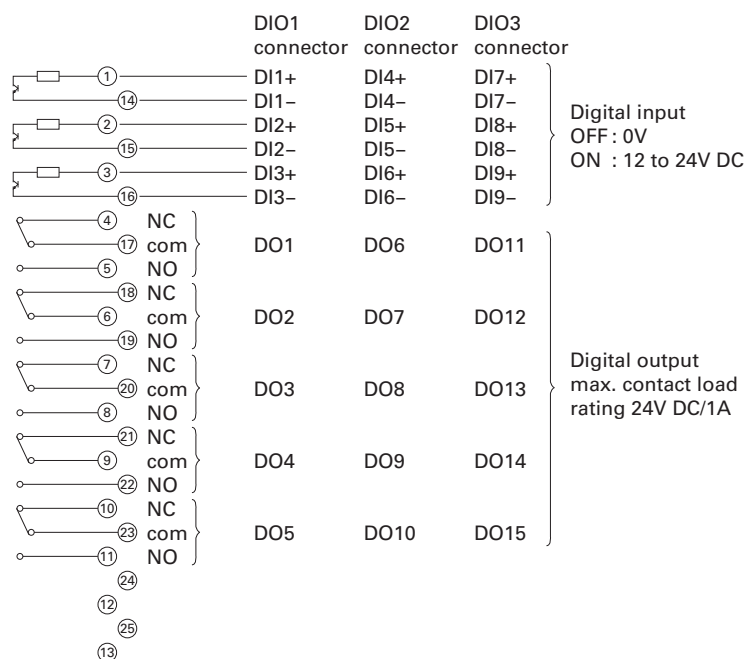 DIO1 DIO2 DIO3
connector connector connector
1 DI1+ DI4+ DI7+
14 DI1– DI4– DI7–
2 DI2+ DI5+ DI8+
15 DI2– DI5– DI8–
3 DI3+ DI6+ DI9+
16 DI3– DI6– DI9–
Digital input
OFF : 0V
ON : 12 to 24V DC
4 NC
17 com DO1 DO6 DO11
5 NO
18 NC
6 com DO2 DO7 DO12
19 NO
7 NC
20 com DO3 DO8 DO13
8 NO
21 NC
9 com DO4 DO9 DO14
22 NO
10 NC
23 com DO5 DO10 DO15
11 NO
Digital output
max. contact load
rating 24V DC/1A
24
12
25
13